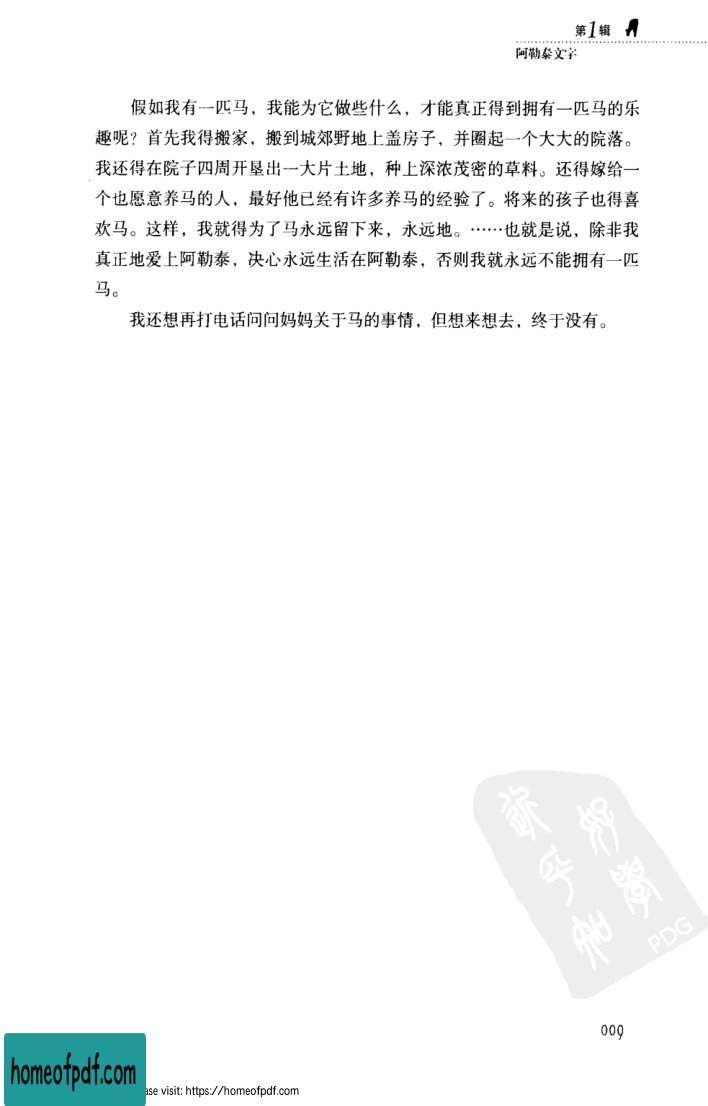 第1辑
阿勒泰文字
假如我有一匹马，我能为它做些什么，才能真正得到拥有一匹马的乐
趣呢？首先我得搬家，搬到城郊野地上盖房子，并圈起一个大大的院落。
我还得在院子四周开垦出一大片土地，种上深浓茂密的草料。还得嫁给一
个也愿意养马的人，最好他已经有许多养马的经验了。将来的孩子也得喜
欢马。这样，我就得为了马永远留下来，永远地。……也就是说，除非我
真正地爱上阿勒泰，决心永远生活在阿勒泰，否则我就永远不能拥有一匹
马。
我还想再打电话问问妈妈关于马的事情，但想来想去，终于没有。
好学
近乎知
PDG
009
homeofpdf.com
ase visit: https://homeofpdf.com